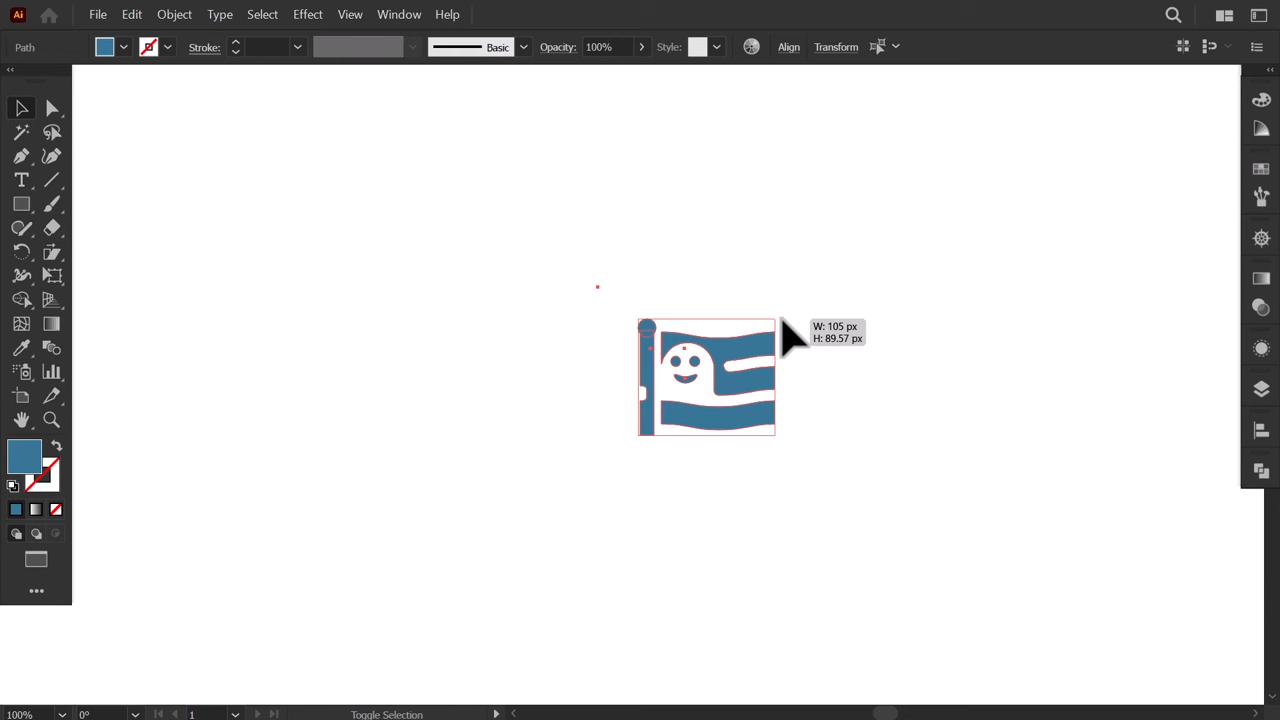 Ai File Edit Object Type Select Effect View Window Help
Path Stroke: Basic Opacity: 100% Style: Align Transform
W: 105 px
H: 89.57 px
100% 0° 1 Toggle Selection